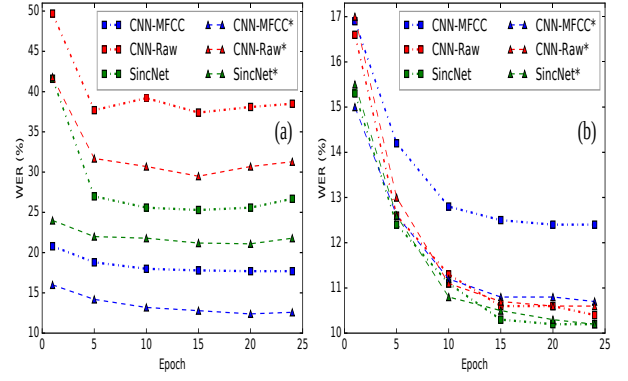 50
45
40
35
30
25
20
15
10
WER (%)
0 5 10 15 20 25
Epoch
CNN-MFCC CNN-MFCC*
CNN-Raw CNN-Raw*
SincNet SincNet*
(a)
17
16
15
14
13
12
11
10
WER (%)
0 5 10 15 20 25
Epoch
CNN-MFCC CNN-MFCC*
CNN-Raw CNN-Raw*
SincNet SincNet*
(b)